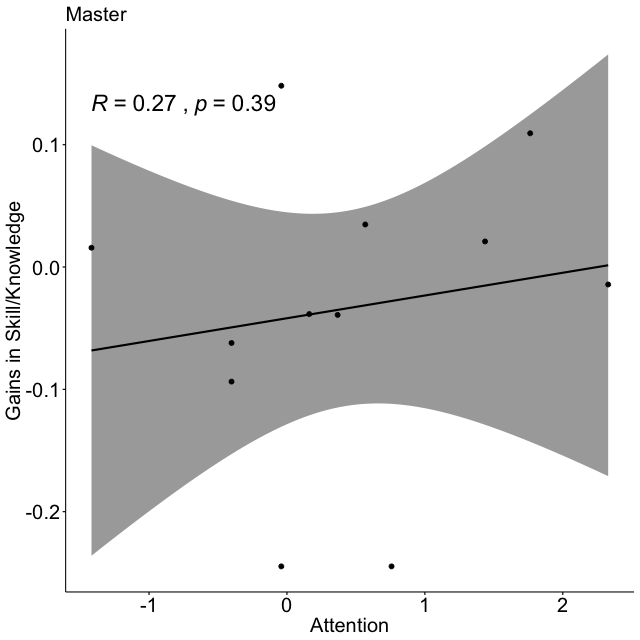 Master
R = 0.27 , p = 0.39
Gains in Skill/Knowledge
0.1
0.0
-0.1
-0.2
-1
0
1
2
Attention